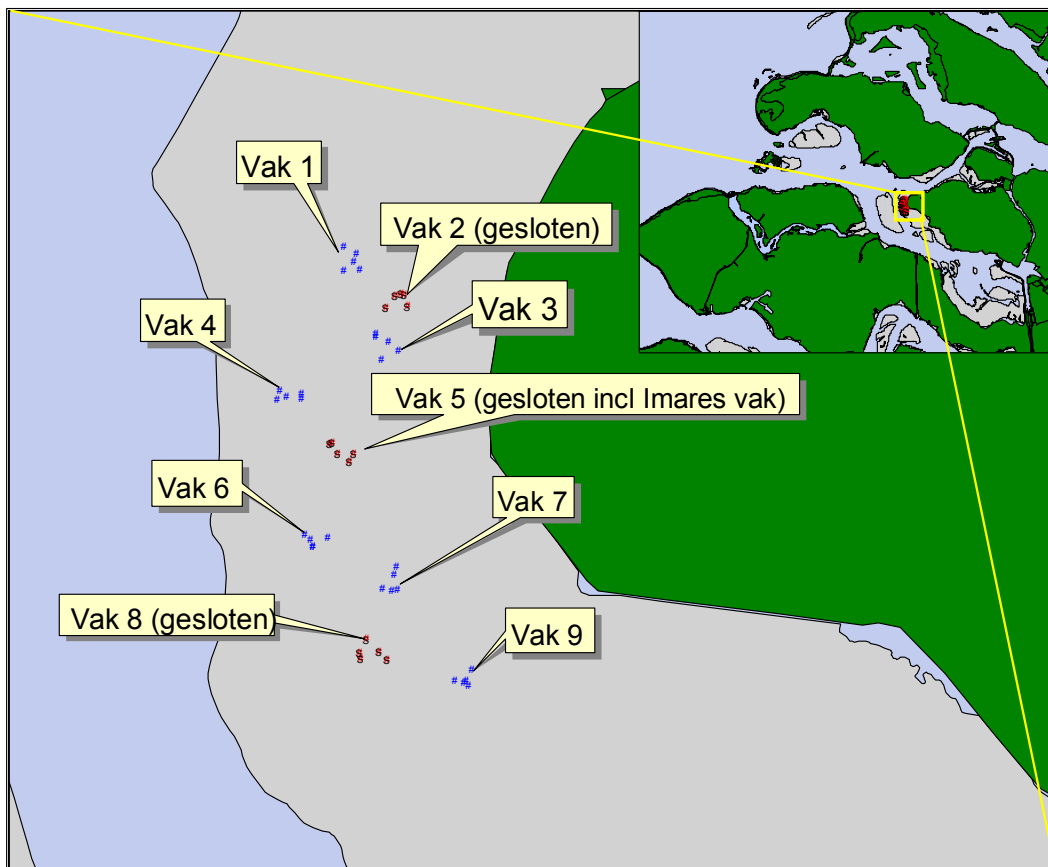 Vak 1
Vak 2 (gesloten)
Vak 3
Vak 4
Vak 5 (gesloten incl Imares vak)
Vak 6
Vak 7
Vak 8 (gesloten)
Vak 9